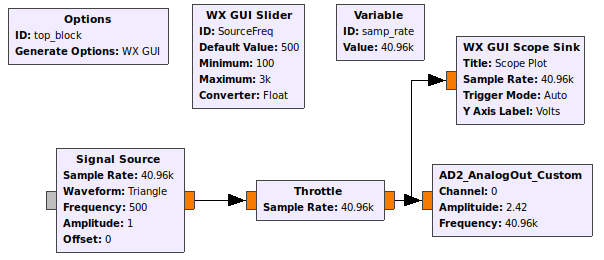 Options
ID: top_block
Generate Options: WX GUI
WX GUI Slider
ID: SourceFreq
Default Value: 500
Minimum: 100
Maximum: 3k
Converter: Float
Variable
ID: samp_rate
Value: 40.96k
WX GUI Scope Sink
Title: Scope Plot
Sample Rate: 40.96k
Trigger Mode: Auto
Y Axis Label: Volts
Signal Source
Sample Rate: 40.96k
Waveform: Triangle
Frequency: 500
Amplitude: 1
Offset: 0
Throttle
Sample Rate: 40.96k
AD2_AnalogOut_Custom
Channel: 0
Amplituide: 2.42
Frequency: 40.96k